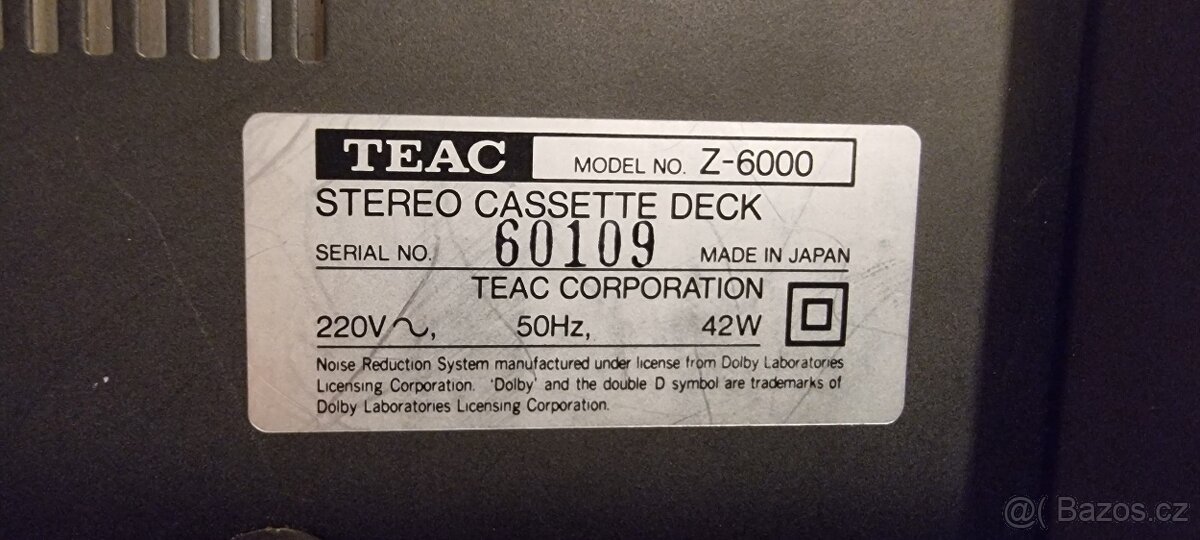 TEAC MODEL NO. Z-6000
STEREO CASSETTE DECK
SERIAL NO. 60109 MADE IN JAPAN
TEAC CORPORATION
220V～, 50Hz, 42W
Noise Reduction System manufactured under license from Dolby Laboratories
Licensing Corporation. 'Dolby' and the double D symbol are trademarks of
Dolby Laboratories Licensing Corporation.
@( Bazos.cz